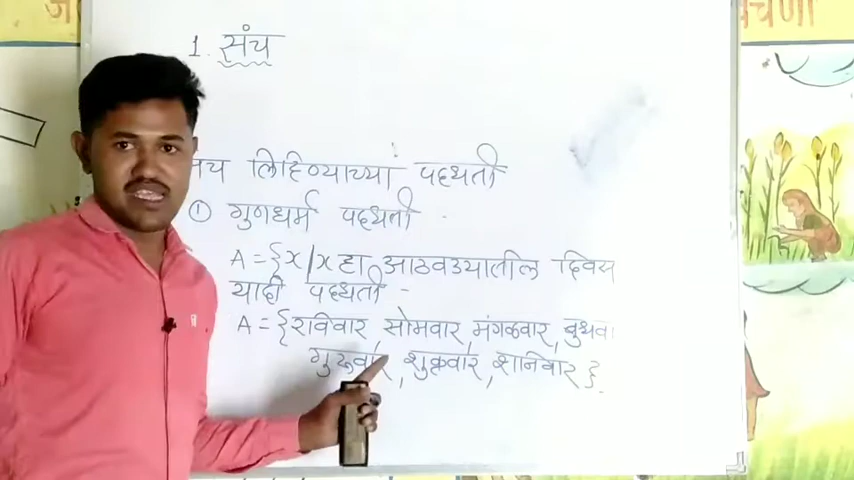 1. संच
संच लिहिण्याच्या पद्धती
① गुणधर्म पद्धती -
A = {x/x हा आठवड्यातील दिवस
यादी पद्धती -
A = {रविवार, सोमवार मंगळवार, बुधवा
गुरुवार, शुक्रवार, शनिवार}.